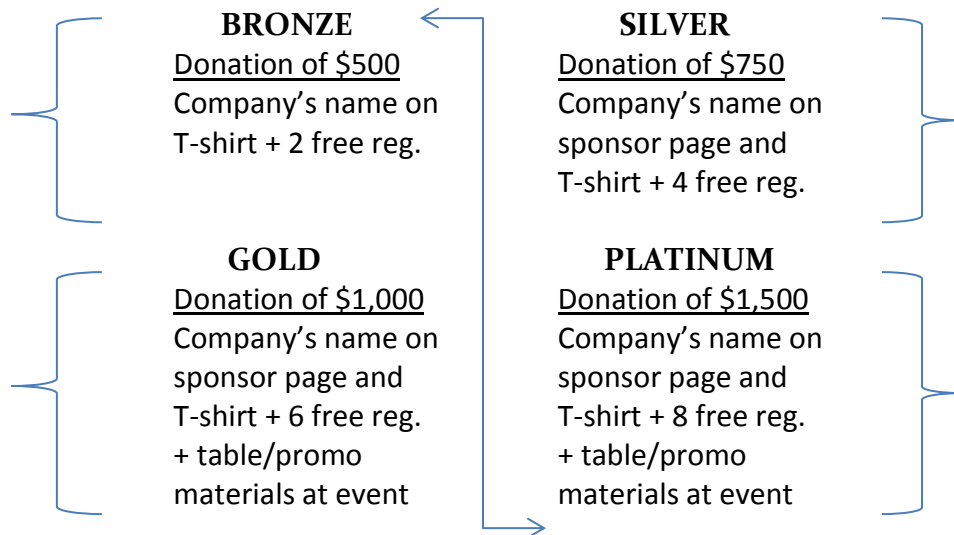 BRONZE
Donation of $500
Company’s name on
T-shirt + 2 free reg.
SILVER
Donation of $750
Company’s name on
sponsor page and
T-shirt + 4 free reg.
GOLD
Donation of $1,000
Company’s name on
sponsor page and
T-shirt + 6 free reg.
+ table/promo
materials at event
PLATINUM
Donation of $1,500
Company’s name on
sponsor page and
T-shirt + 8 free reg.
+ table/promo
materials at event